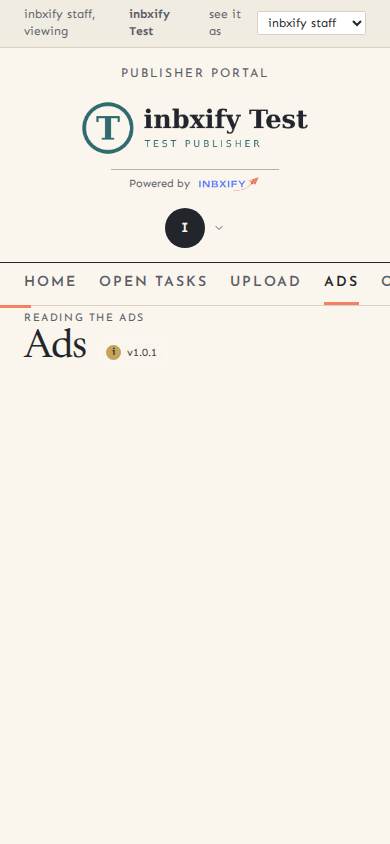 inbxify staff, viewing
inbxify Test
see it as
inbxify staff
PUBLISHER PORTAL
T
inbxify Test
TEST PUBLISHER
Powered by INBXIFY
I
HOME OPEN TASKS UPLOAD ADS
READING THE ADS
Ads
i v1.0.1